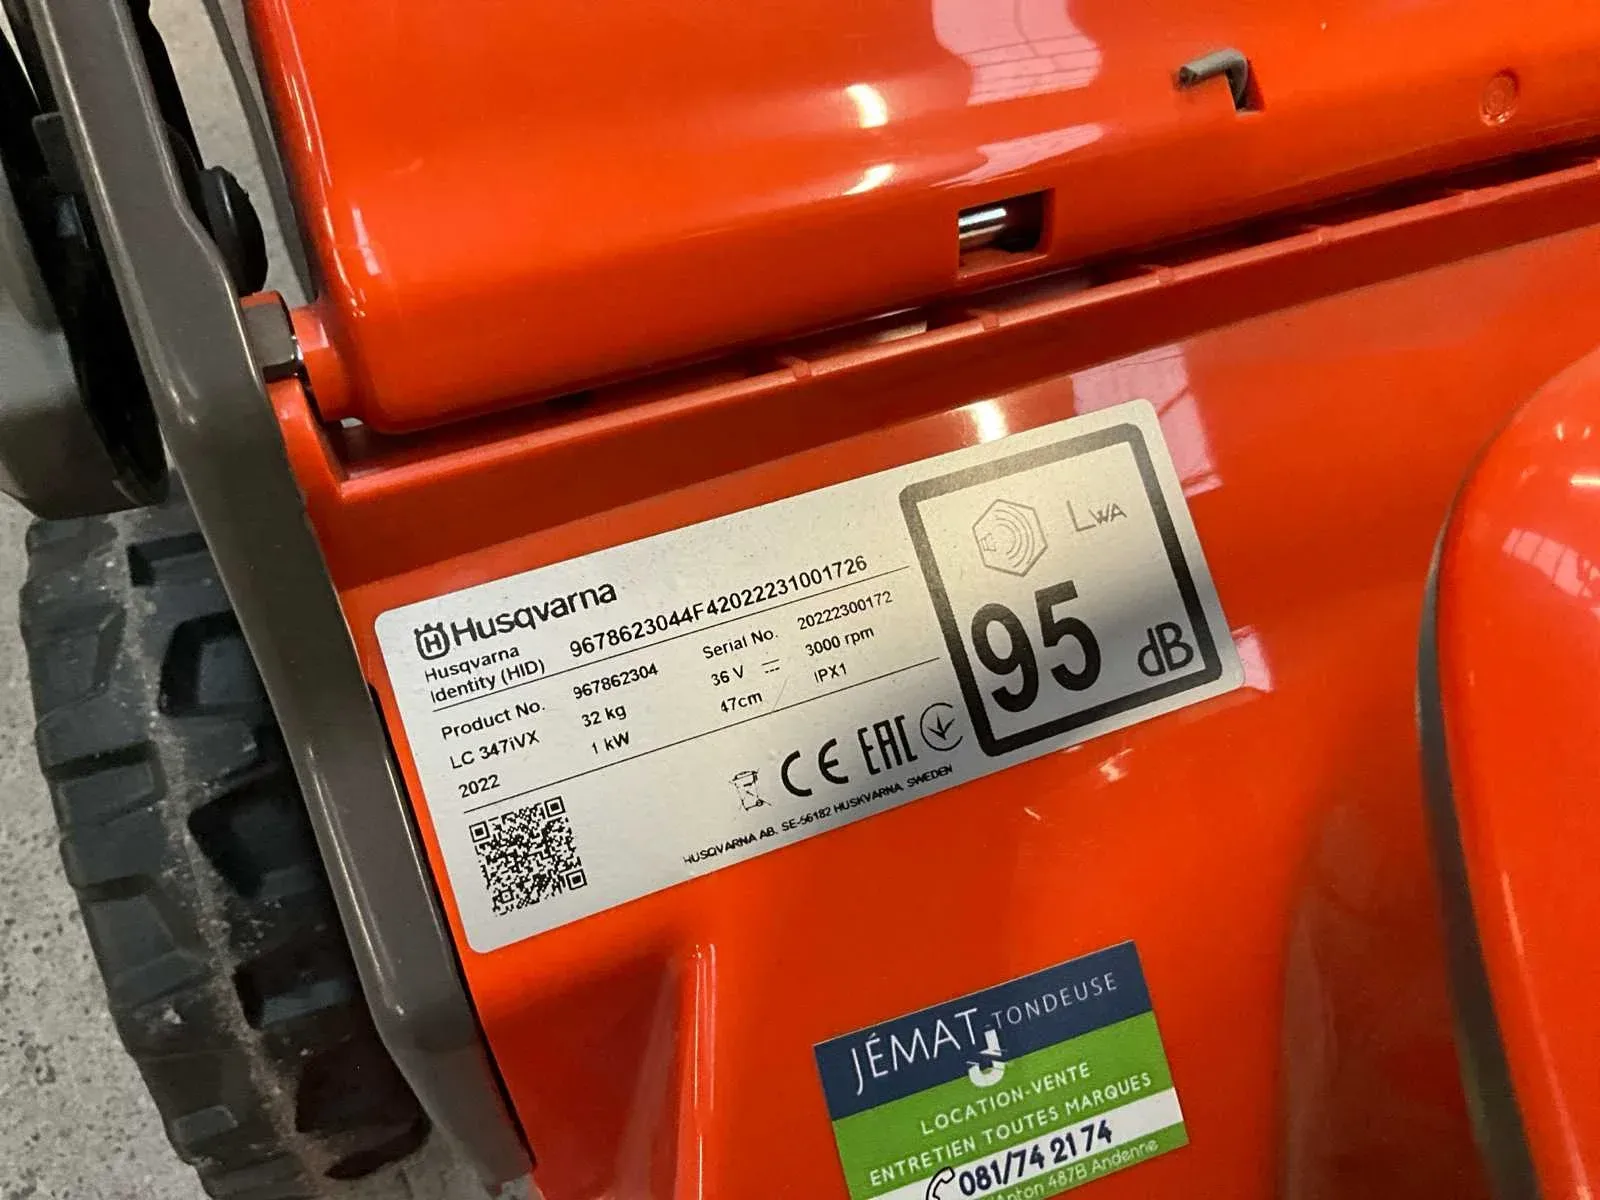 Husqvarna
Husqvarna
Identity (HID) 9678623044F42022231001726
Product No. 967862304 Serial No. 20222300172
LC 347iVX 32 kg 36 V 3000 rpm
2022 1 kW 47cm IPX1
CE EAC
HUSQVARNA AB. SE-56182 HUSKVARNA, SWEDEN
LWA
95 dB
JÉMAT-TONDEUSE
LOCATION-VENTE
ENTRETIEN TOUTES MARQUES
081/74 21 74
Anton 487B Andenne